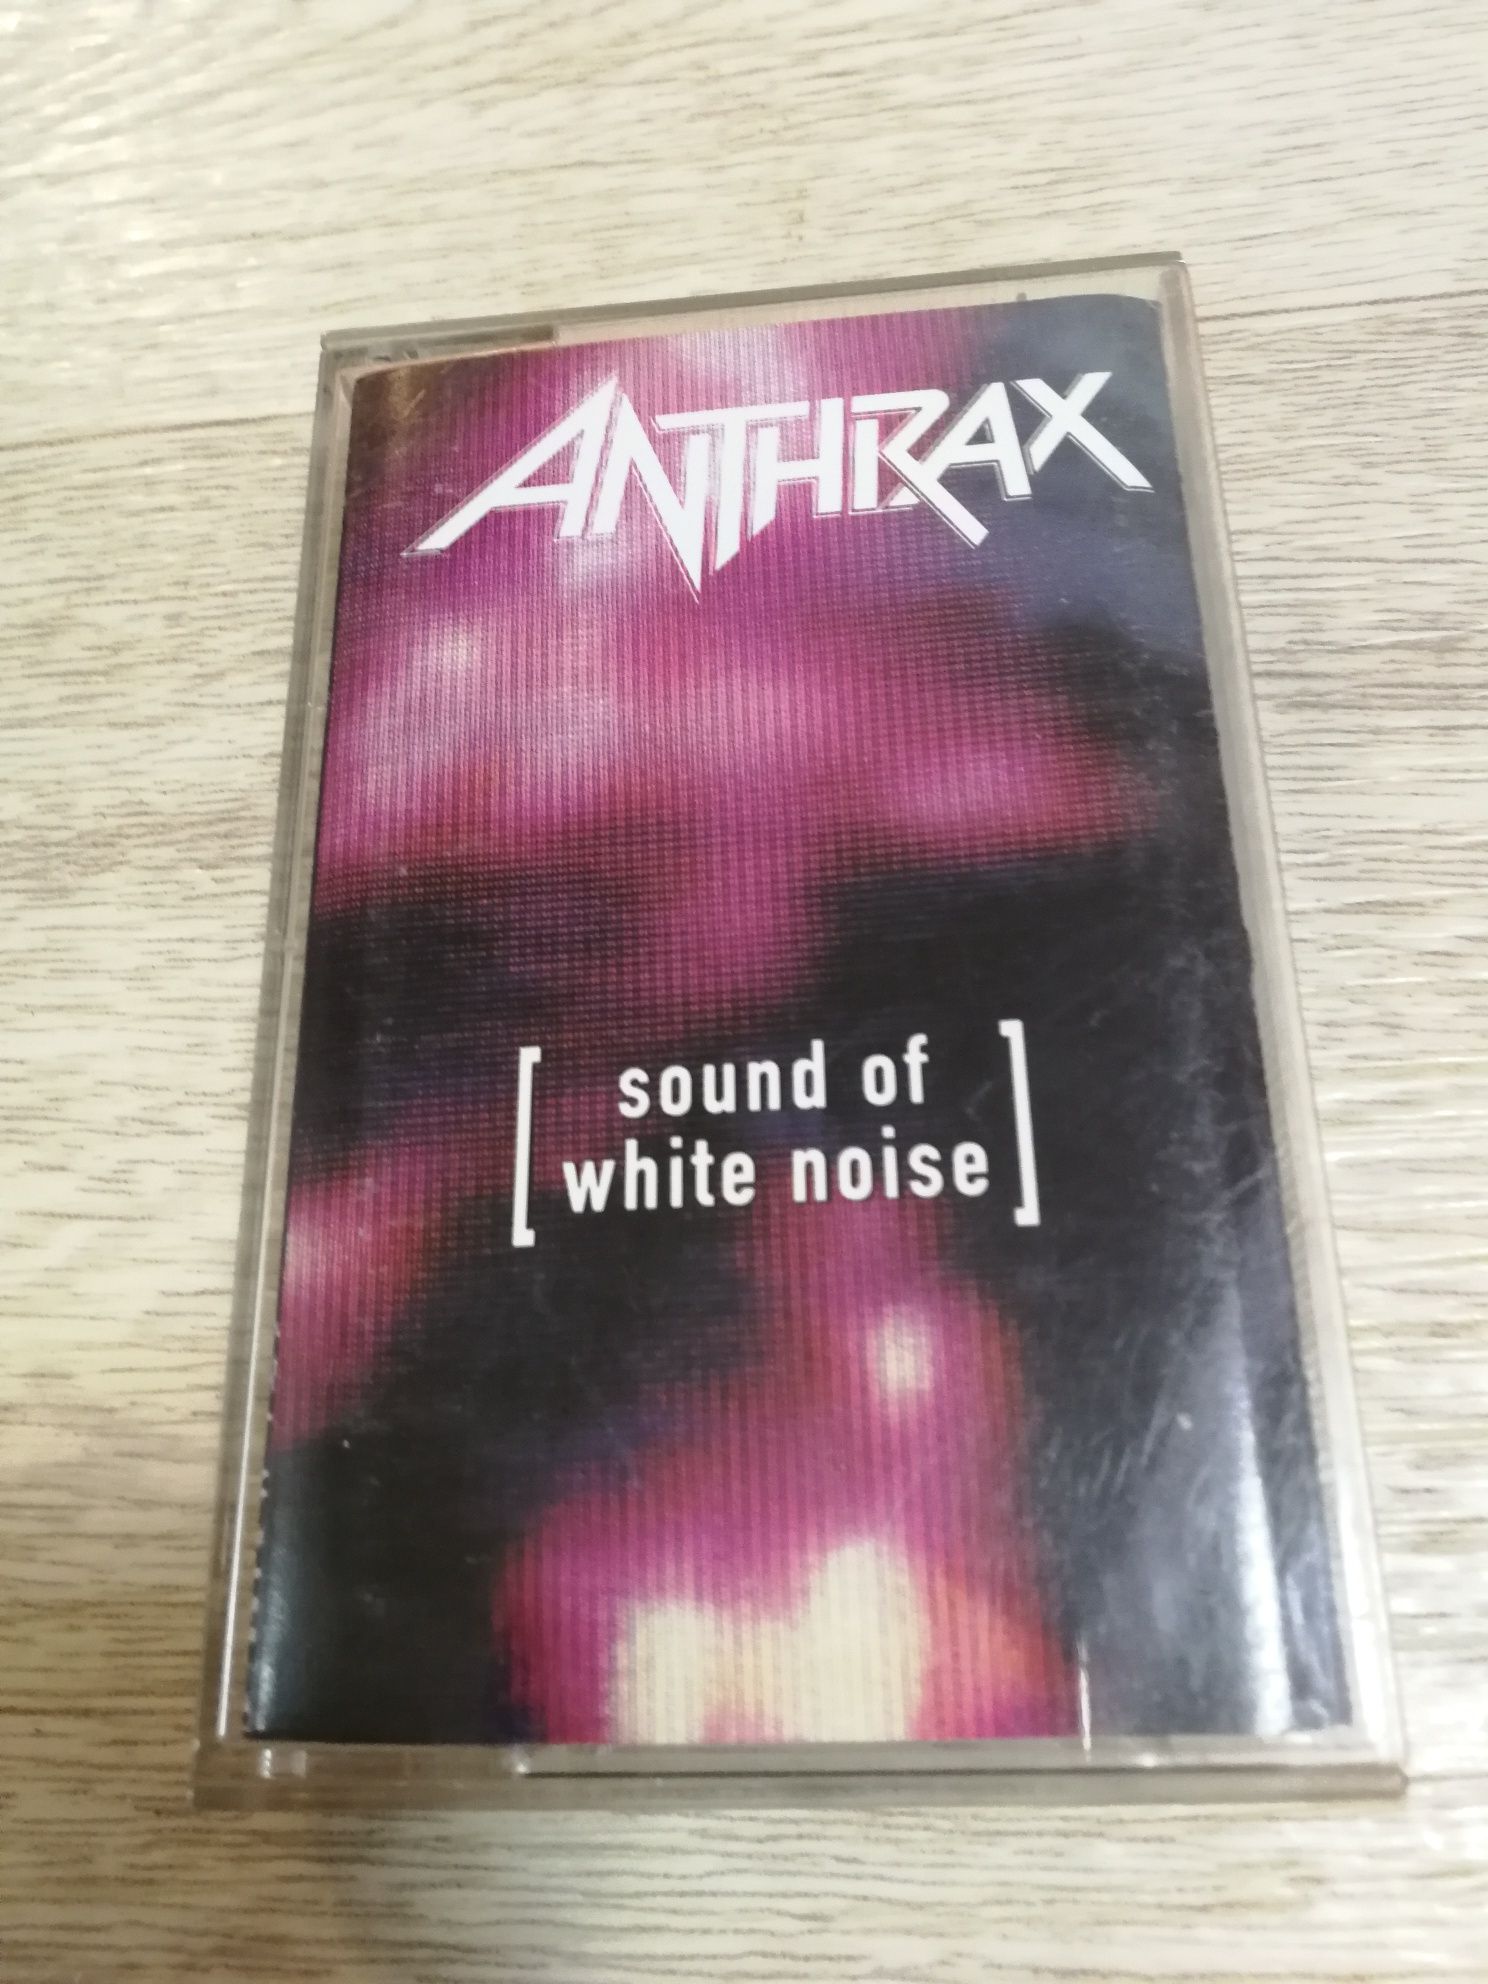 ANTHRAX
[ sound of
white noise ]